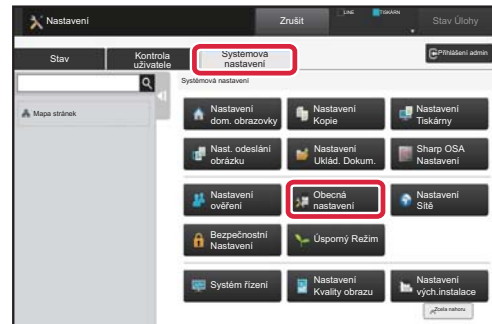 Nastavení
Zrušit
LINE
TISKÁRN
Stav Úlohy
Stav
Kontrola
uživatele
Systémová
nastavení
Přihlášení admin
Systémová nastavení
Mapa stránek
Nastavení
dom. obrazovky
Nastavení
Kopie
Nastavení
Tiskárny
Nast. odeslání
obrázku
Nastavení
Uklád. Dokum.
Sharp OSA
Nastavení
Nastavení
ověření
Obecná
nastavení
Nastavení
Sítě
Bezpečnostní
Nastavení
Úsporný Režim
Systém řízení
Nastavení
Kvality obrazu
Nastavení
vých.instalace
Zcela nahoru